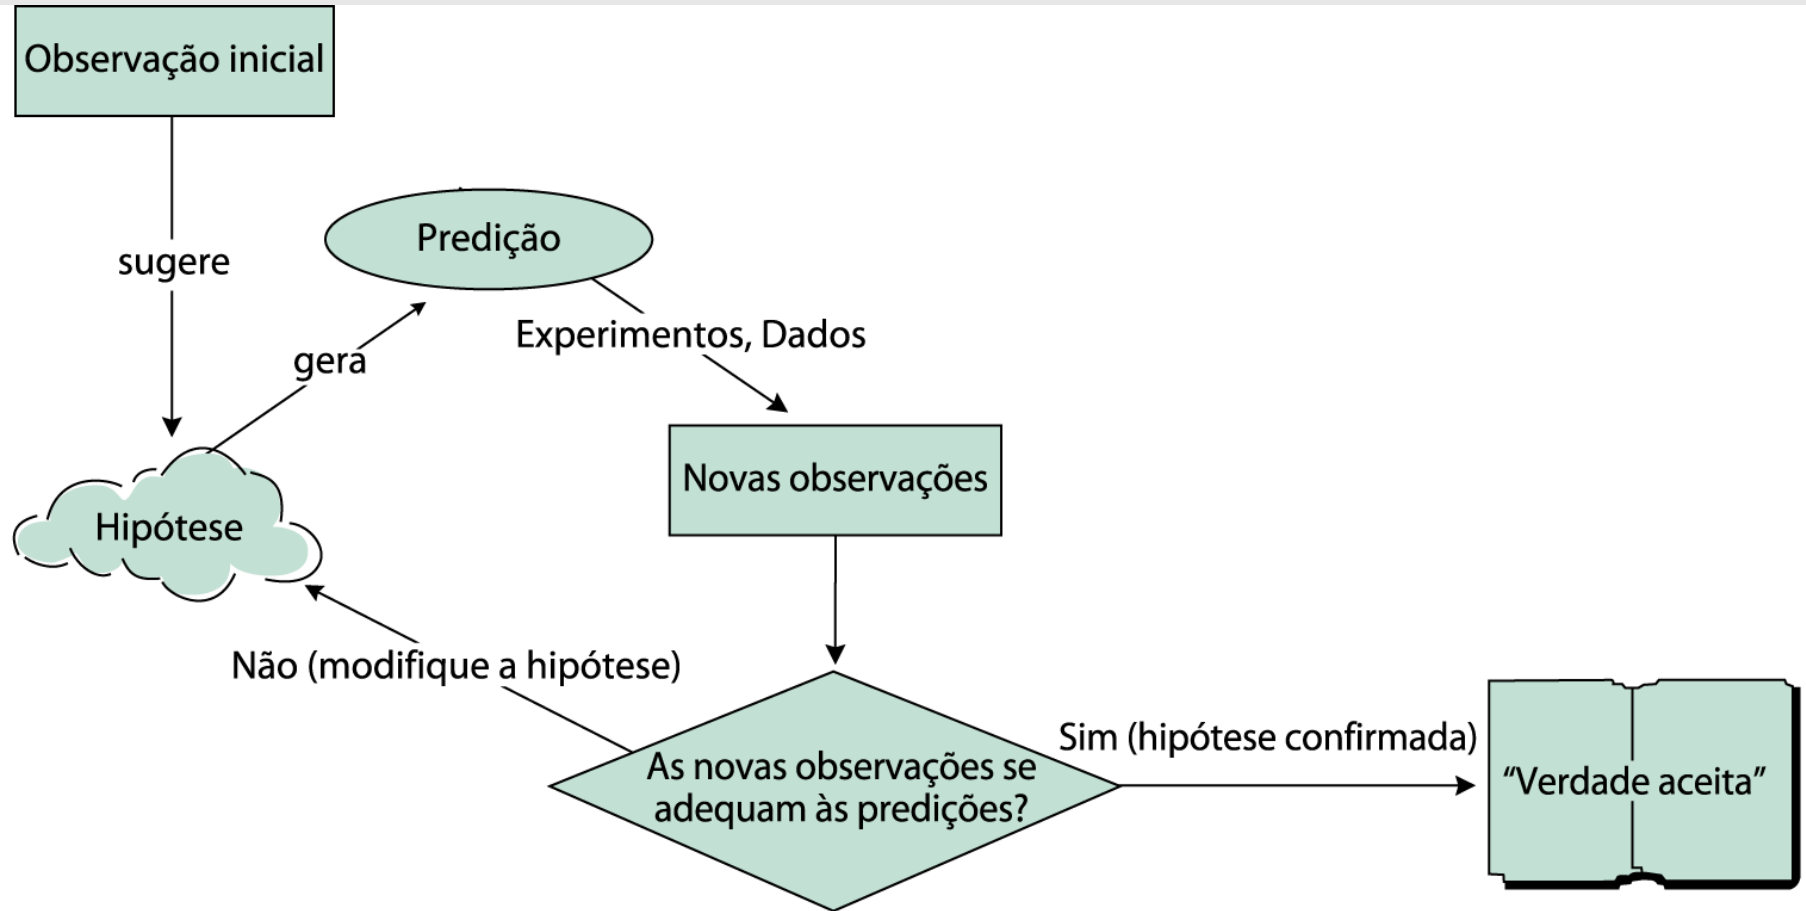 Observação inicial
sugere
Predição
gera
Experimentos, Dados
Hipótese
Novas observações
Não (modifique a hipótese)
As novas observações se
adequam às predições?
Sim (hipótese confirmada)
“Verdade aceita”